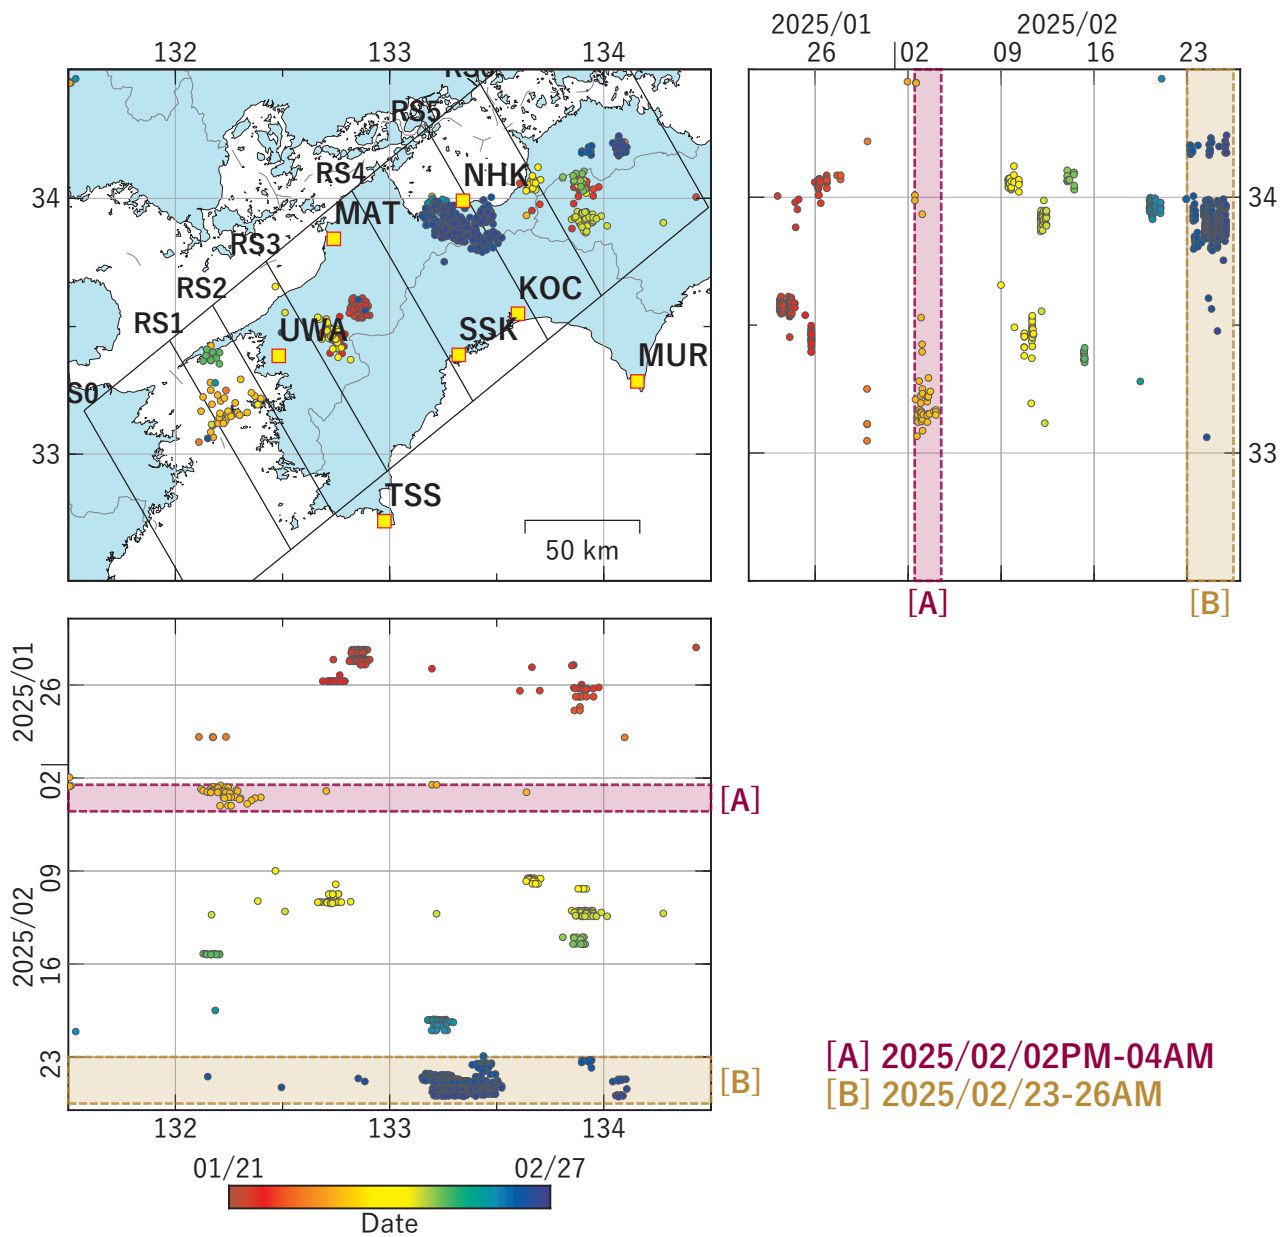 2025/01 2025/02
132 133 134
26 02 09 16 23
RS5
RS4
NHK
34
MAT
34
RS3
RS2
KOC
RS1
UWA
SSK
MUR
S0
33
33
TSS
50 km
[A] [B]
2025/01
26
02
[A]
09
2025/02
16
23
[B]
[A] 2025/02/02PM-04AM
[B] 2025/02/23-26AM
132 133 134
01/21 02/27
Date